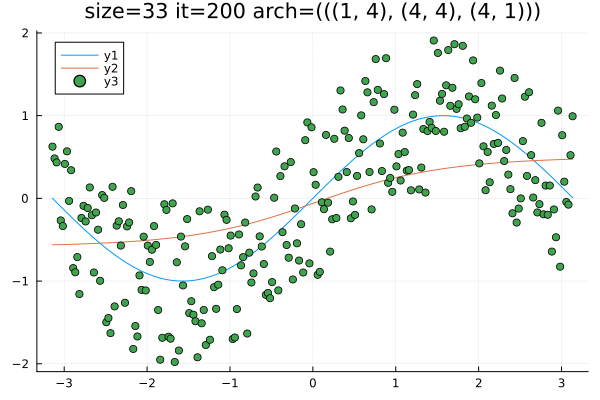 size=33 it=200 arch=(((1, 4), (4, 4), (4, 1)))
2
y1
y2
y3
1
0
−1
−2
−3 −2 −1 0 1 2 3